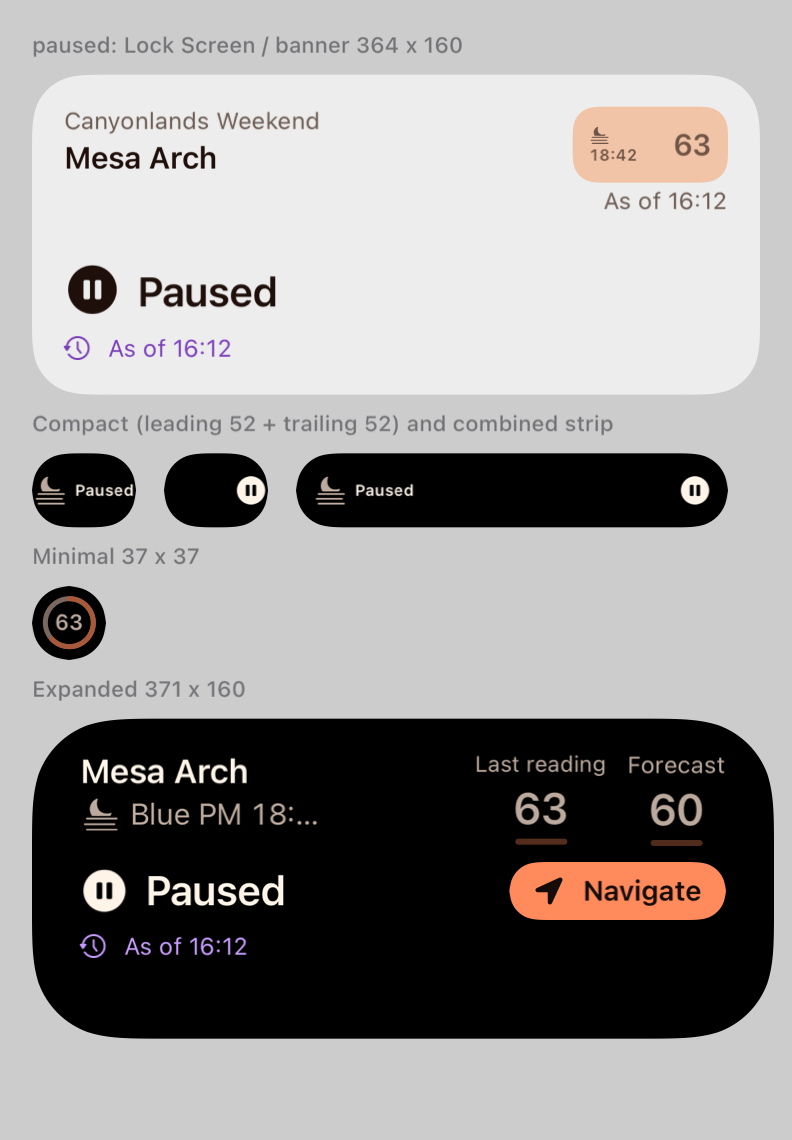 paused: Lock Screen / banner 364 x 160
Canyonlands Weekend
Mesa Arch
18:42
63
As of 16:12
Paused
As of 16:12
Compact (leading 52 + trailing 52) and combined strip
Paused
Paused
Minimal 37 x 37
63
Expanded 371 x 160
Mesa Arch
Last reading
Forecast
Blue PM 18:...
63
60
Paused
Navigate
As of 16:12